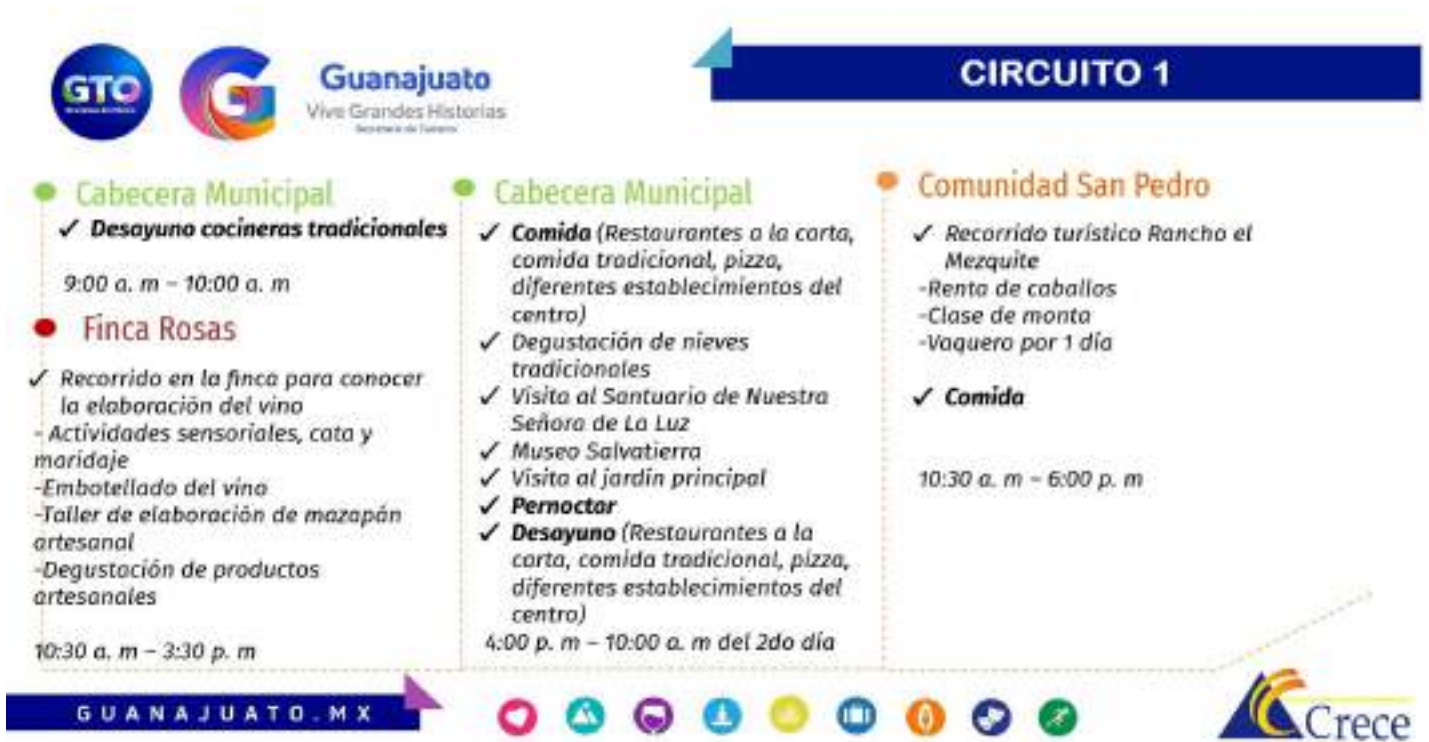 GTO
G
Guanajuato
Vive Grandes Historias
Secretaría de Turismo
CIRCUITO 1
Cabecera Municipal
✓ Desayuno cocineras tradicionales
9:00 a. m – 10:00 a. m
Finca Rosas
✓ Recorrido en la finca para conocer
la elaboración del vino
- Actividades sensoriales, cata y
maridaje
-Embotellado del vino
-Taller de elaboración de mazapán
artesanal
-Degustación de productos
artesanales
10:30 a. m – 3:30 p. m
Cabecera Municipal
✓ Comida (Restaurantes a la carta,
comida tradicional, pizza,
diferentes establecimientos del
centro)
✓ Degustación de nieves
tradicionales
✓ Visita al Santuario de Nuestra
Señora de La Luz
✓ Museo Salvatierra
✓ Visita al jardín principal
✓ Pernoctar
✓ Desayuno (Restaurantes a la
carta, comida tradicional, pizza,
diferentes establecimientos del
centro)
4:00 p. m – 10:00 a. m del 2do día
Comunidad San Pedro
✓ Recorrido turístico Rancho el
Mezquite
-Renta de caballos
-Clase de monta
-Vaquero por 1 día
✓ Comida
10:30 a. m – 6:00 p. m
GUANAJUATO.MX
Crece